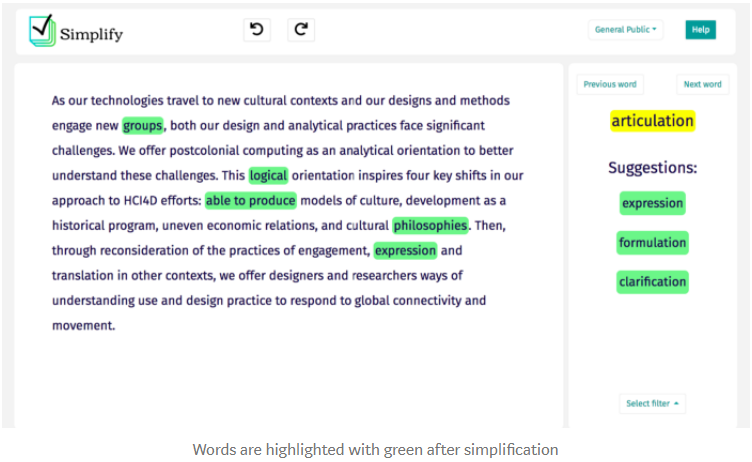 Simplify
General Public
Help
As our technologies travel to new cultural contexts and our designs and methods
engage new groups, both our design and analytical practices face significant
challenges. We offer postcolonial computing as an analytical orientation to better
understand these challenges. This logical orientation inspires four key shifts in our
approach to HCI4D efforts: able to produce models of culture, development as a
historical program, uneven economic relations, and cultural philosophies. Then,
through reconsideration of the practices of engagement, expression and
translation in other contexts, we offer designers and researchers ways of
understanding use and design practice to respond to global connectivity and
movement.
Previous word
Next word
articulation
Suggestions:
expression
formulation
clarification
Select filter
Words are highlighted with green after simplification